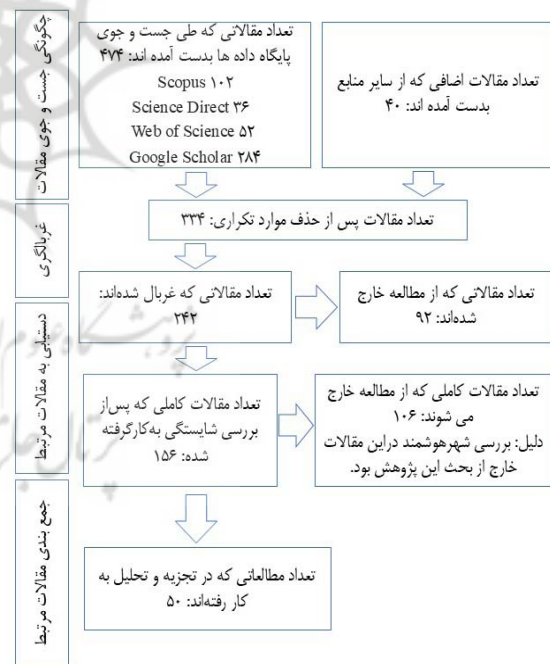 چگونگی جست و جوی مقالات
تعداد مقالاتی که طی جست و جوی
پایگاه داده ها بدست آمده اند: ۴۷۴
Scopus ۱۰۲
Science Direct ۳۶
Web of Science ۵۲
Google Scholar ۲۸۴
تعداد مقالات اضافی که از سایر منابع
بدست آمده اند: ۴۰
تعداد مقالات پس از حذف موارد تکراری: ۳۳۴
غربالگری
تعداد مقالاتی که غربال شده‌اند:
۲۴۲
تعداد مقالاتی که از مطالعه خارج
شده‌اند: ۹۲
دستیابی به مقالات مرتبط
تعداد مقالات کاملی که پس‌از
بررسی شایستگی به‌کارگرفته
شده: ۱۵۶
تعداد مقالات کاملی که از مطالعه خارج
می شوند: ۱۰۶
دلیل: بررسی شهرهوشمند دراین مقالات
خارج از بحث این پژوهش بود.
جمع بندی مقالات مرتبط
تعداد مطالعاتی که در تجزیه و تحلیل به
کار رفته‌اند: ۵۰